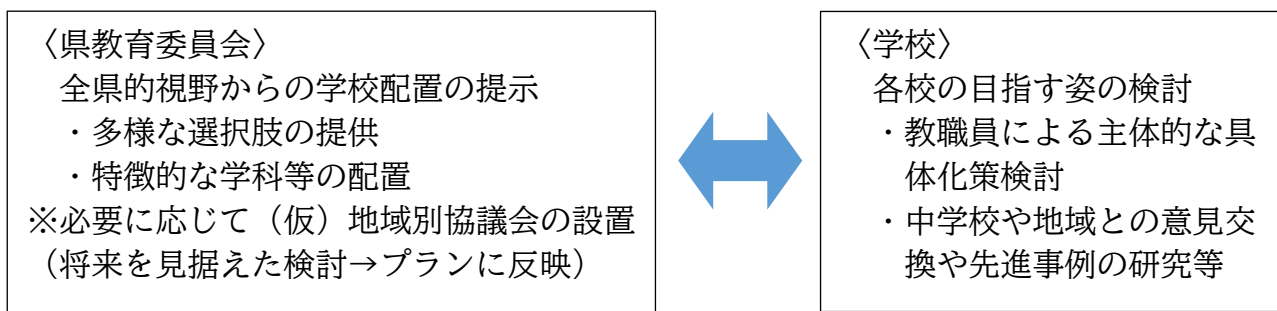 〈県教育委員会〉
全県的視野からの学校配置の提示
・多様な選択肢の提供
・特徴的な学科等の配置
※必要に応じて（仮）地域別協議会の設置
（将来を見据えた検討→プランに反映）
〈学校〉
各校の目指す姿の検討
・教職員による主体的な具
体化策検討
・中学校や地域との意見交
換や先進事例の研究等